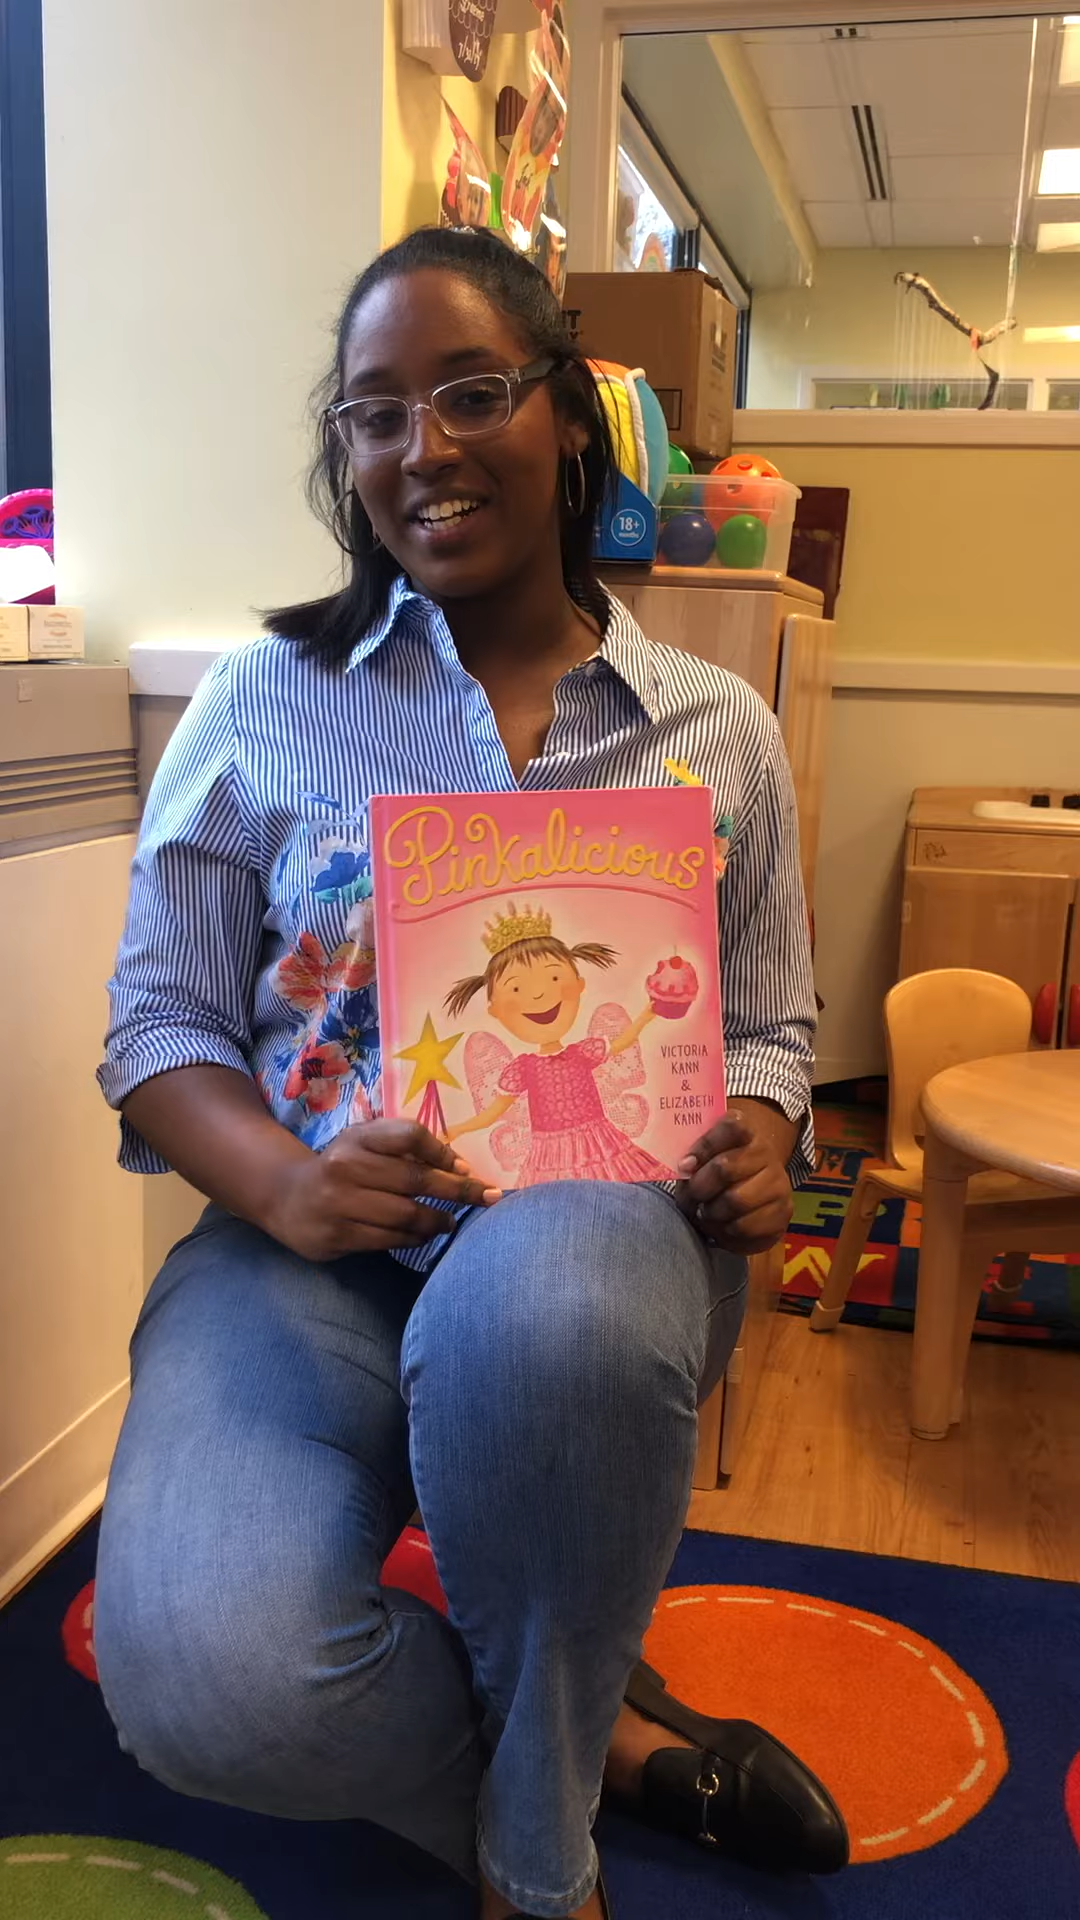 18+
months
Pinkalicious
VICTORIA
KANN
&
ELIZABETH
KANN